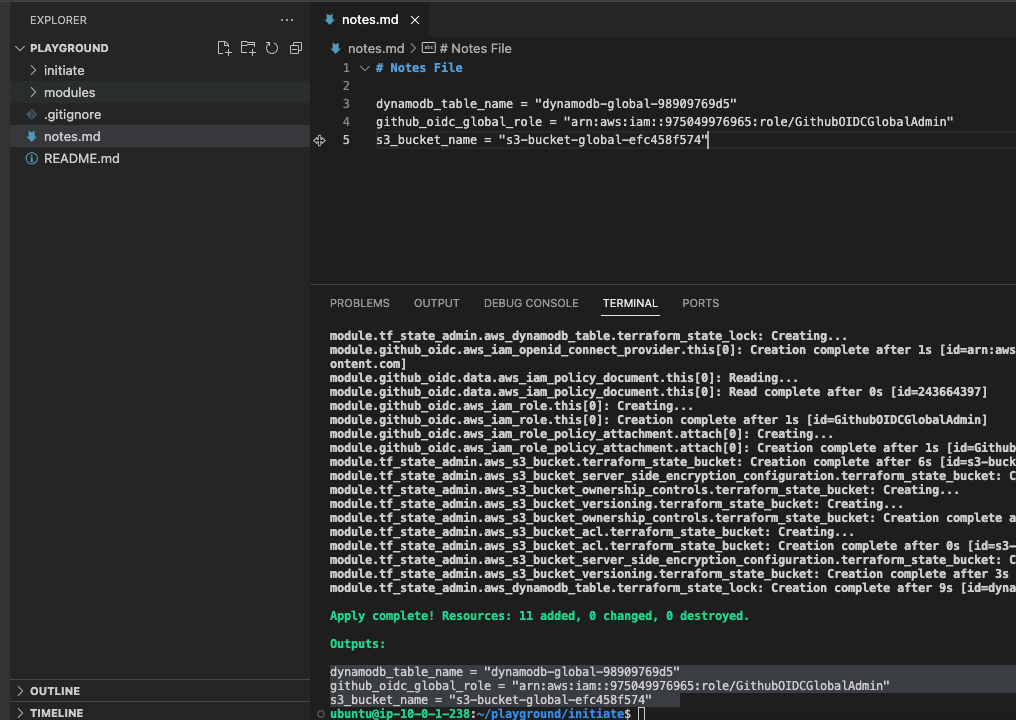 EXPLORER
PLAYGROUND
initiate
modules
.gitignore
notes.md
README.md
OUTLINE
TIMELINE
notes.md
notes.md > # Notes File
1 # Notes File
2
3 dynamodb_table_name = "dynamodb-global-98909769d5"
4 github_oidc_global_role = "arn:aws:iam::975049976965:role/GithubOIDCGlobalAdmin"
5 s3_bucket_name = "s3-bucket-global-efc458f574"
PROBLEMS OUTPUT DEBUG CONSOLE TERMINAL PORTS
module.tf_state_admin.aws_dynamodb_table.terraform_state_lock: Creating...
module.github_oidc.aws_iam_openid_connect_provider.this[0]: Creation complete after 1s [id=arn:aws
ontent.com]
module.github_oidc.data.aws_iam_policy_document.this[0]: Reading...
module.github_oidc.data.aws_iam_policy_document.this[0]: Read complete after 0s [id=243664397]
module.github_oidc.aws_iam_role.this[0]: Creating...
module.github_oidc.aws_iam_role.this[0]: Creation complete after 1s [id=GithubOIDCGlobalAdmin]
module.github_oidc.aws_iam_role_policy_attachment.attach[0]: Creating...
module.github_oidc.aws_iam_role_policy_attachment.attach[0]: Creation complete after 1s [id=Github
module.tf_state_admin.aws_s3_bucket.terraform_state_bucket: Creation complete after 6s [id=s3-buck
module.tf_state_admin.aws_s3_bucket_server_side_encryption_configuration.terraform_state_bucket: C
module.tf_state_admin.aws_s3_bucket_ownership_controls.terraform_state_bucket: Creating...
module.tf_state_admin.aws_s3_bucket_versioning.terraform_state_bucket: Creating...
module.tf_state_admin.aws_s3_bucket_ownership_controls.terraform_state_bucket: Creation complete a
module.tf_state_admin.aws_s3_bucket_acl.terraform_state_bucket: Creating...
module.tf_state_admin.aws_s3_bucket_acl.terraform_state_bucket: Creation complete after 0s [id=s3-
module.tf_state_admin.aws_s3_bucket_server_side_encryption_configuration.terraform_state_bucket: C
module.tf_state_admin.aws_s3_bucket_versioning.terraform_state_bucket: Creation complete after 3s
module.tf_state_admin.aws_dynamodb_table.terraform_state_lock: Creation complete after 9s [id=dyna
Apply complete! Resources: 11 added, 0 changed, 0 destroyed.
Outputs:
dynamodb_table_name = "dynamodb-global-98909769d5"
github_oidc_global_role = "arn:aws:iam::975049976965:role/GithubOIDCGlobalAdmin"
s3_bucket_name = "s3-bucket-global-efc458f574"
ubuntu@ip-10-0-1-238:~/playground/initiate$